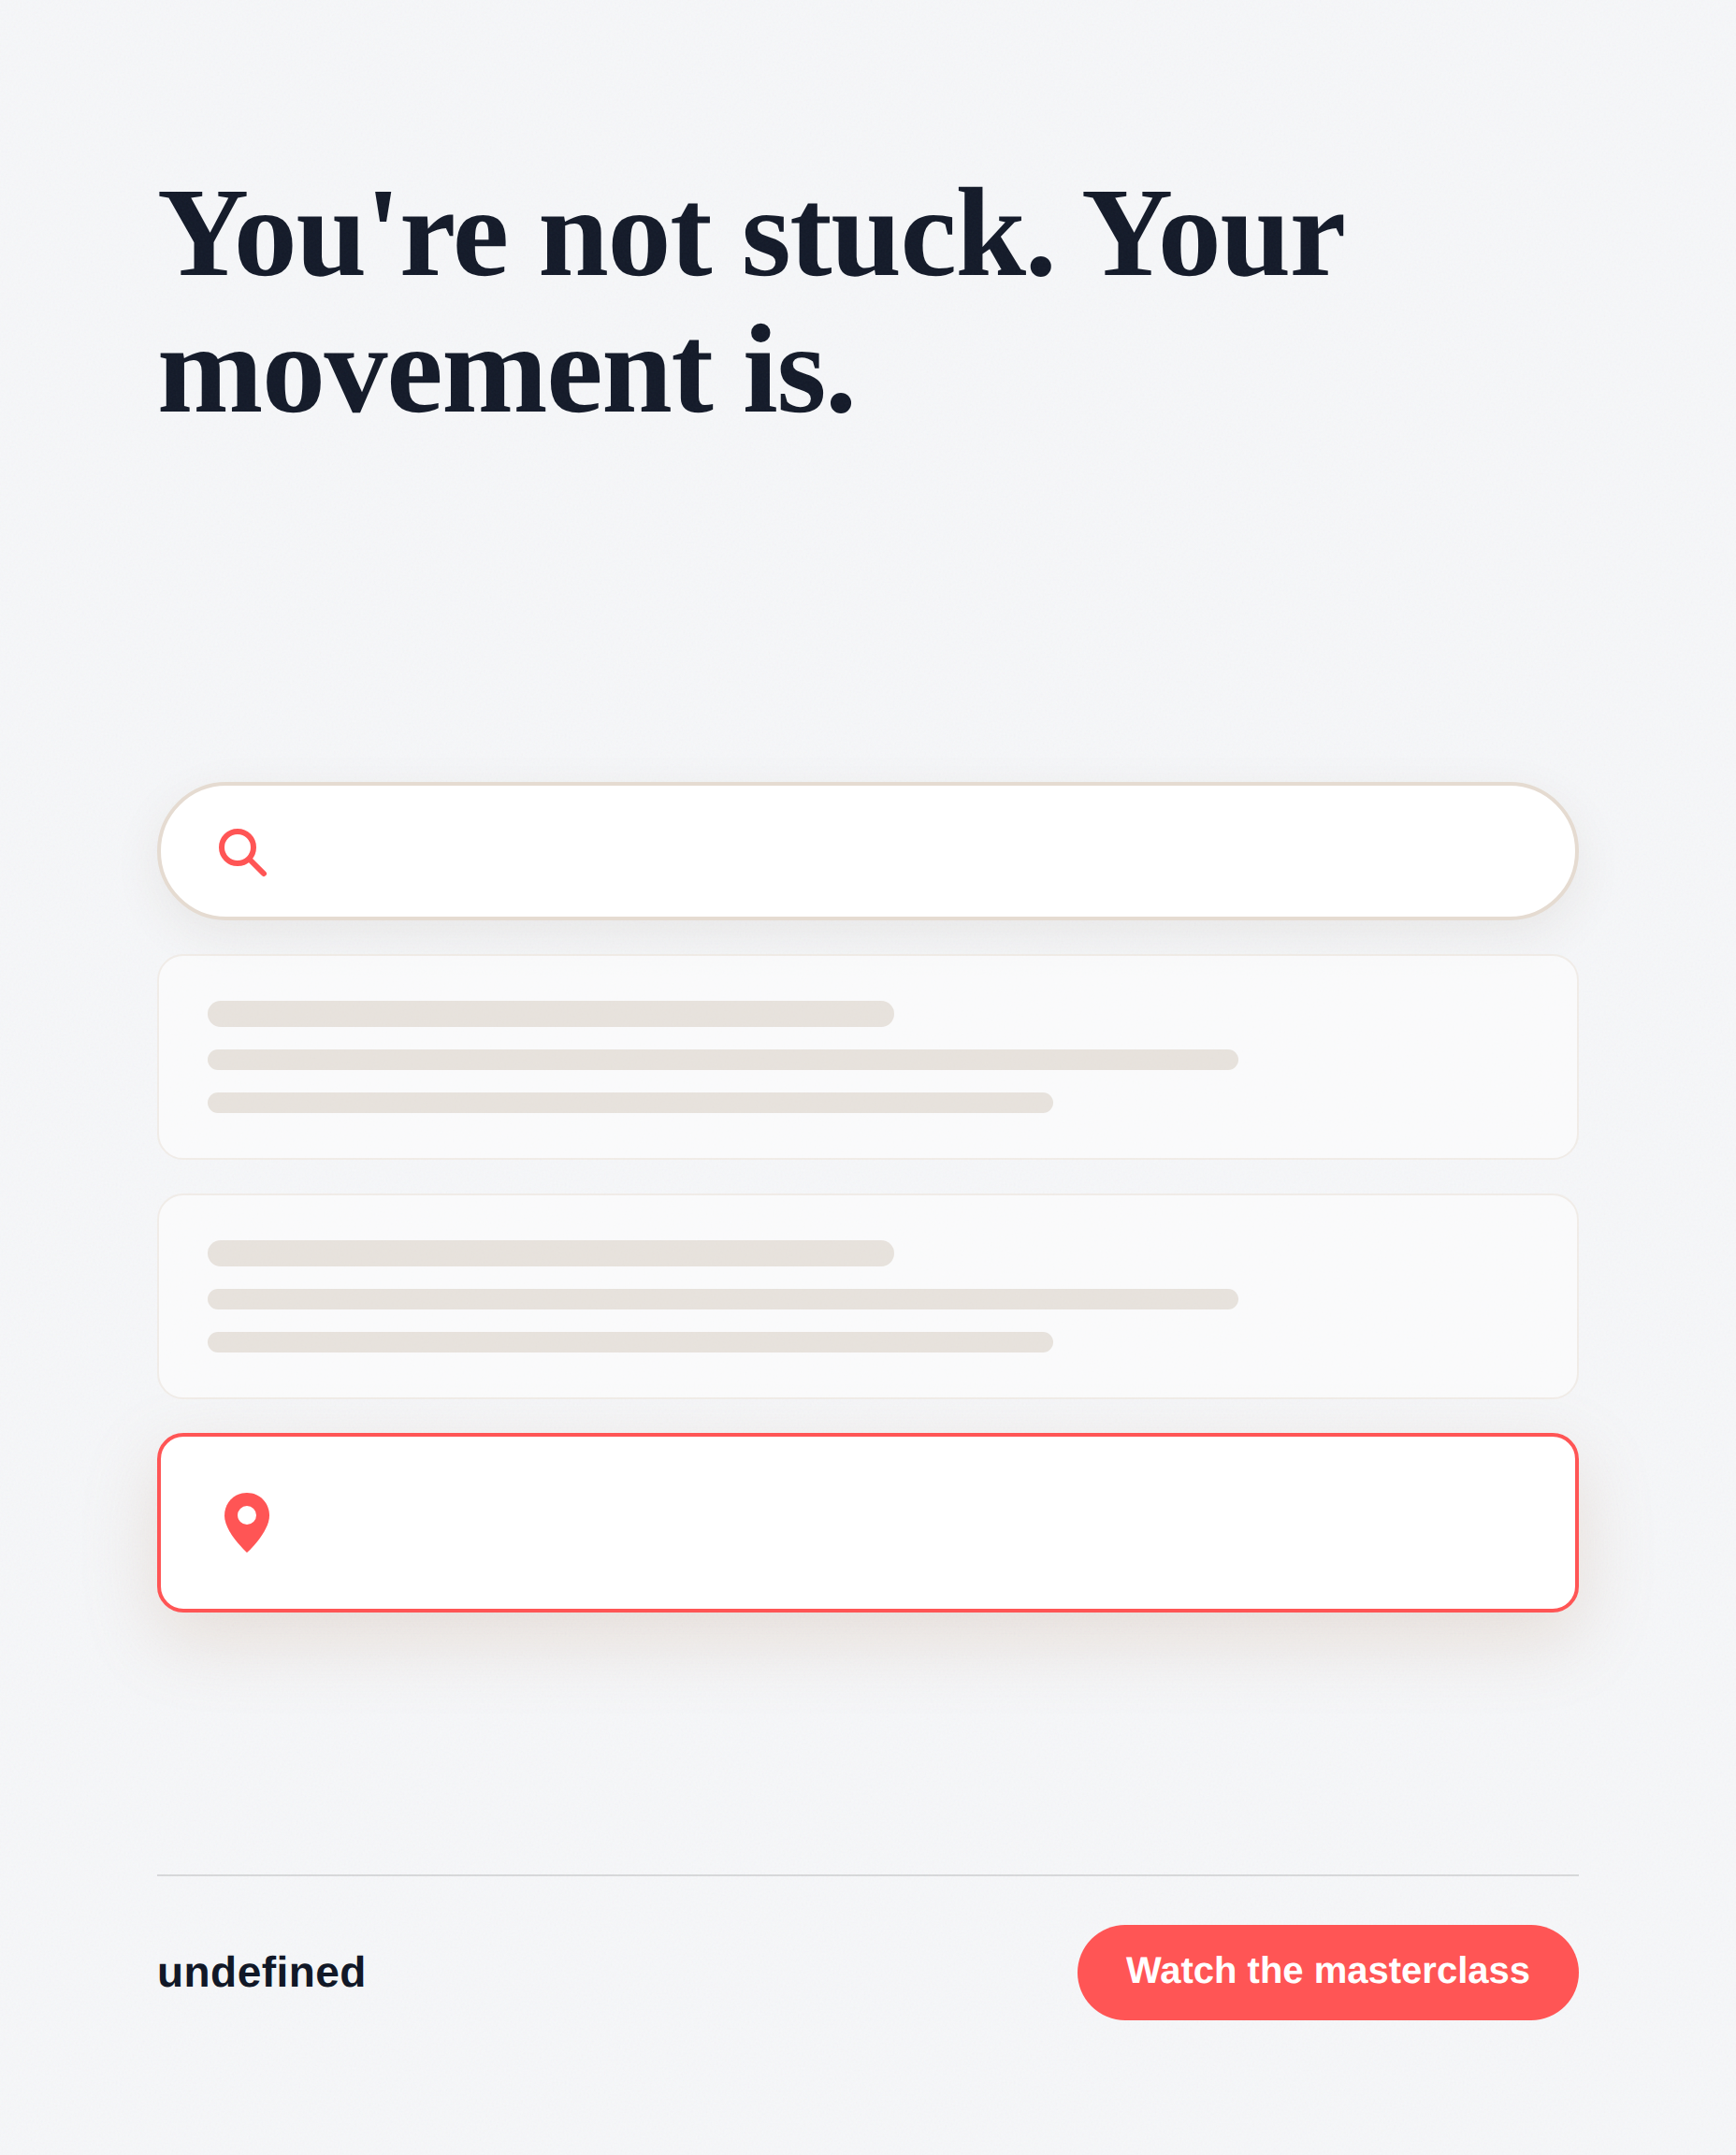 You're not stuck. Your
movement is.
undefined
Watch the masterclass